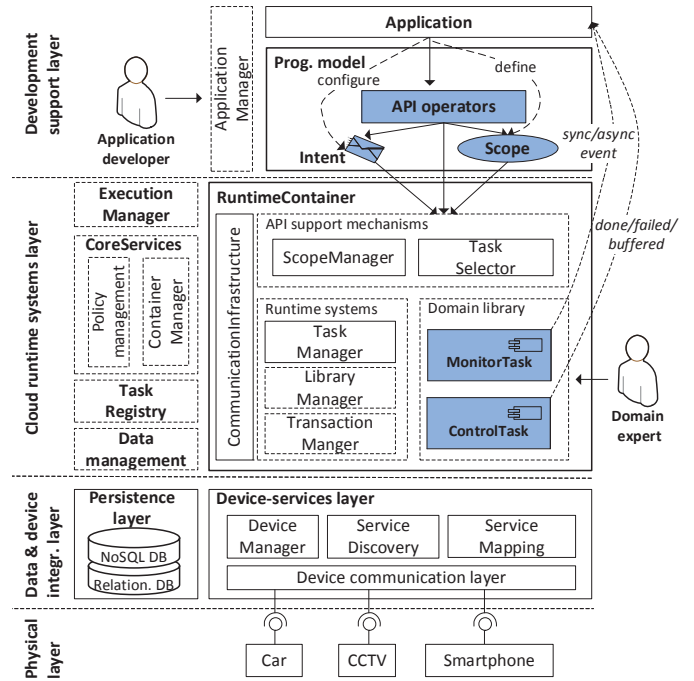 Development
support layer
Application
developer
Application
Manager
Application
Prog. model
configure
define
API operators
Intent
Scope
sync/async
event
done/failed/
buffered
Cloud runtime systems layer
Execution
Manager
CoreServices
Policy
management
Container
Manager
Task
Registry
Data
management
RuntimeContainer
CommunicationInfrastructure
API support mechanisms
ScopeManager
Task
Selector
Runtime systems
Task
Manager
Library
Manager
Transaction
Manger
Domain library
MonitorTask
ControlTask
Domain
expert
Data & device
integr. layer
Persistence
layer
NoSQL DB
Relation. DB
Device-services layer
Device
Manager
Service
Discovery
Service
Mapping
Device communication layer
Physical
layer
Car
CCTV
Smartphone